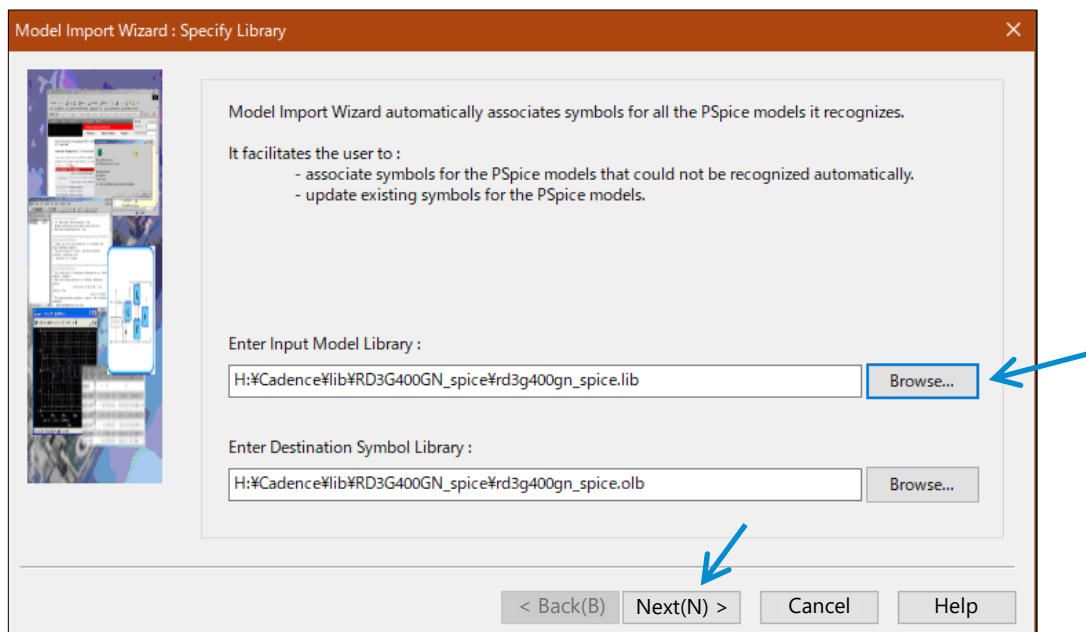 Model Import Wizard : Specify Library
Model Import Wizard automatically associates symbols for all the PSpice models it recognizes.
It facilitates the user to :
- associate symbols for the PSpice models that could not be recognized automatically.
- update existing symbols for the PSpice models.
Enter Input Model Library :
H:¥Cadence¥lib¥RD3G400GN_spice¥rd3g400gn_spice.lib
Browse...
Enter Destination Symbol Library :
H:¥Cadence¥lib¥RD3G400GN_spice¥rd3g400gn_spice.olb
Browse...
< Back(B) Next(N) > Cancel Help